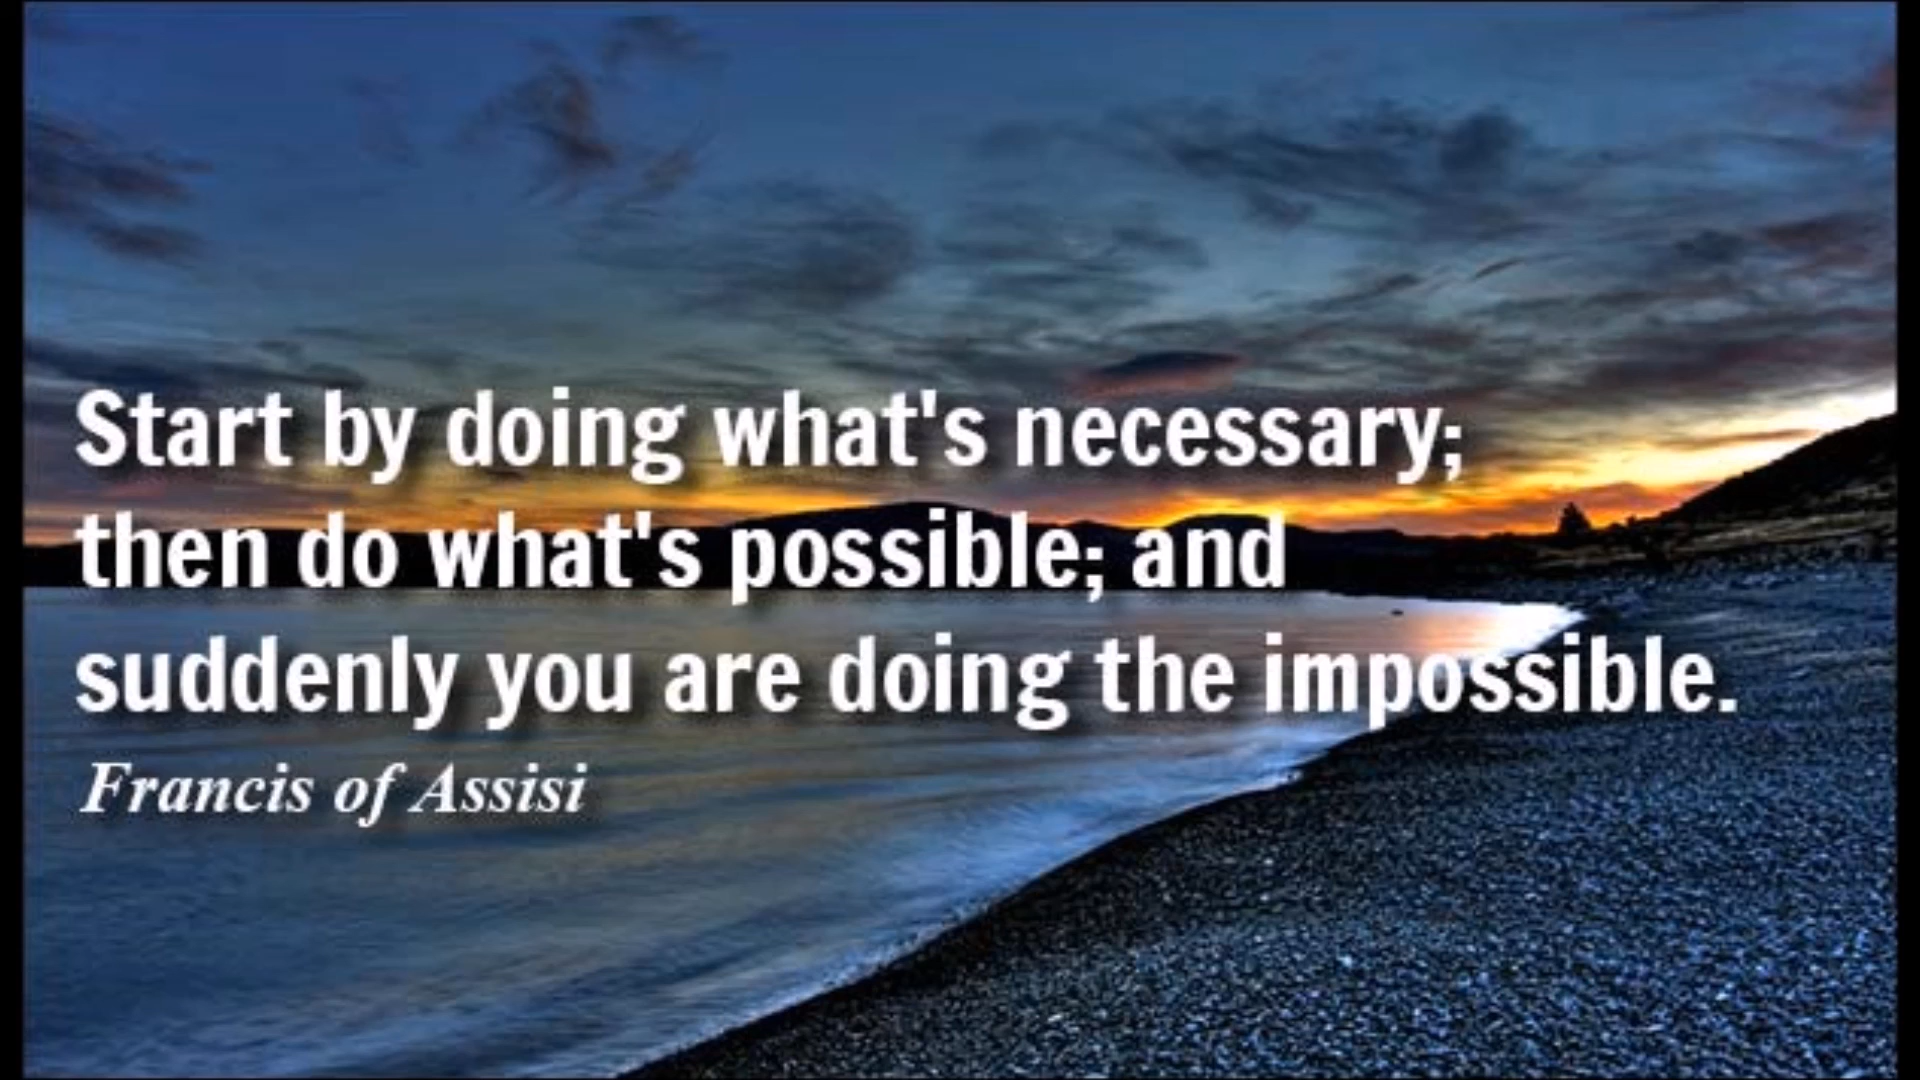 Start by doing what's necessary;
then do what's possible; and
suddenly you are doing the impossible.
Francis of Assisi